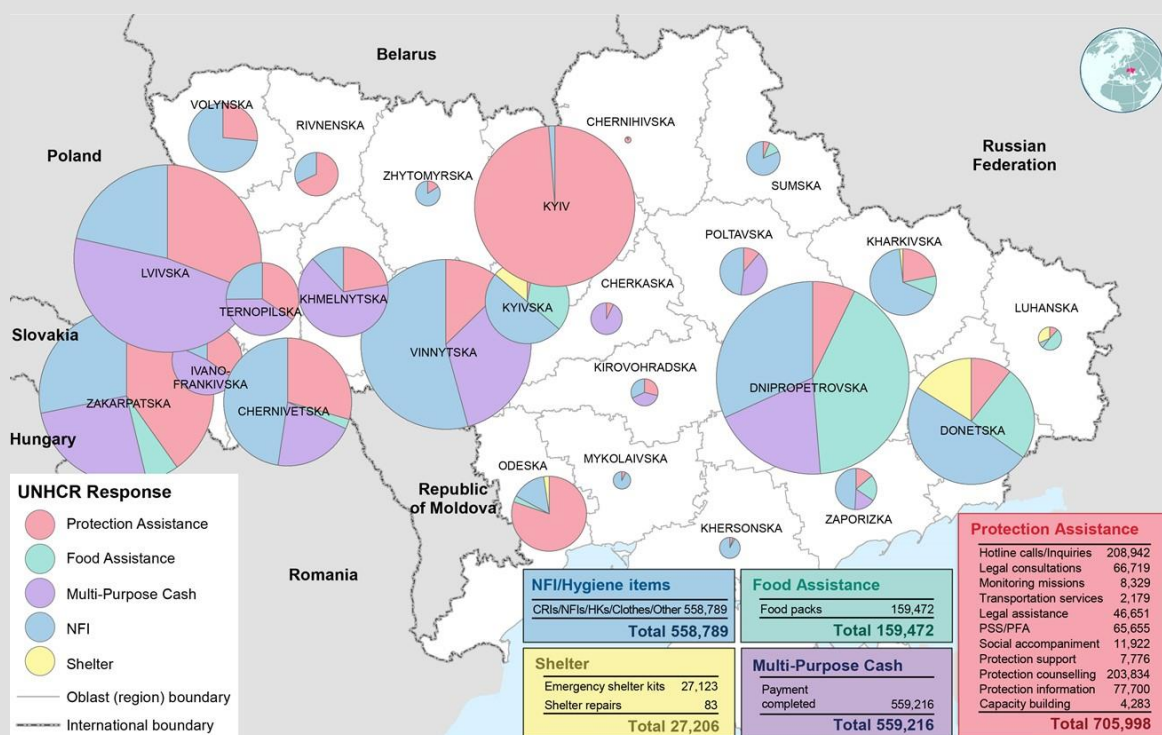 Belarus
VOLYNSKA
RIVNENSKA
CHERNIHIVSKA
Poland
Russian
Federation
ZHYTOMYRSKA
SUMSKA
KYIV
POLTAVSKA
KHARKIVSKA
LVIVSKA
CHERKASKA
KHMELNYTSKA
TERNOPILSKA
KYIVSKA
LUHANSKA
Slovakia
VINNYTSKA
IVANO-
FRANKIVSKA
KIROVOHRADSKA
DNIPROPETROVSKA
ZAKARPATSKA
CHERNIVETSKA
DONETSKA
Hungary
ODESKA
MYKOLAIVSKA
Republic
of Moldova
ZAPORIZKA
KHERSONSKA
Romania
UNHCR Response
Protection Assistance
Food Assistance
Multi-Purpose Cash
NFI
Shelter
Oblast (region) boundary
International boundary
NFI/Hygiene items
CRIs/NFIs/HKs/Clothes/Other 558,789
Total 558,789
Food Assistance
Food packs 159,472
Total 159,472
Shelter
Emergency shelter kits 27,123
Shelter repairs 83
Total 27,206
Multi-Purpose Cash
Payment
completed 559,216
Total 559,216
Protection Assistance
Hotline calls/Inquiries 208,942
Legal consultations 66,719
Monitoring missions 8,329
Transportation services 2,179
Legal assistance 46,651
PSS/PFA 65,655
Social accompaniment 11,922
Protection support 7,776
Protection counselling 203,834
Protection information 77,700
Capacity building 4,283
Total 705,998